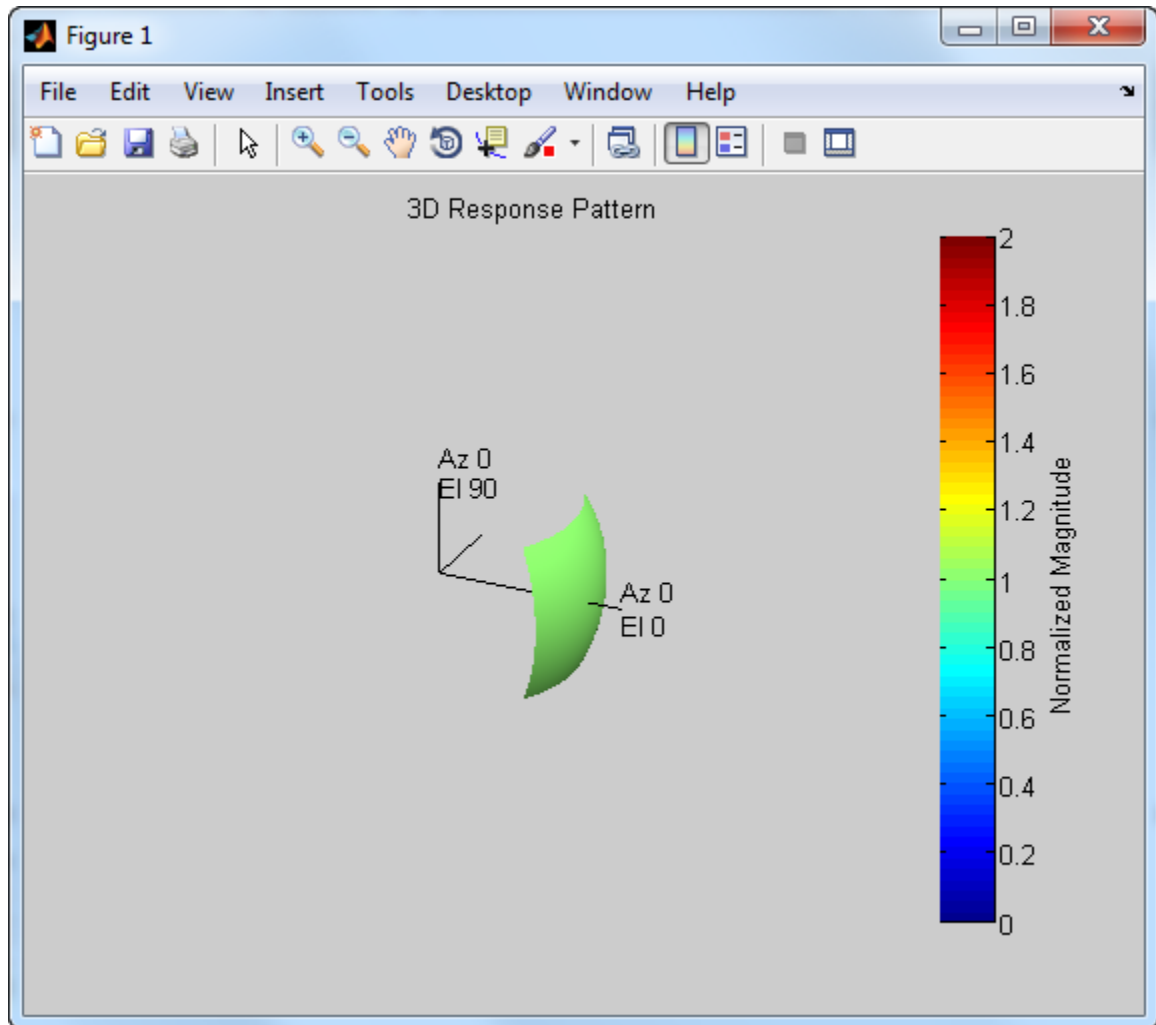 Figure 1
File Edit View Insert Tools Desktop Window Help
3D Response Pattern
Az 0
El 90
Az 0
El 0
2
1.8
1.6
1.4
1.2
1
0.8
0.6
0.4
0.2
0
Normalized Magnitude